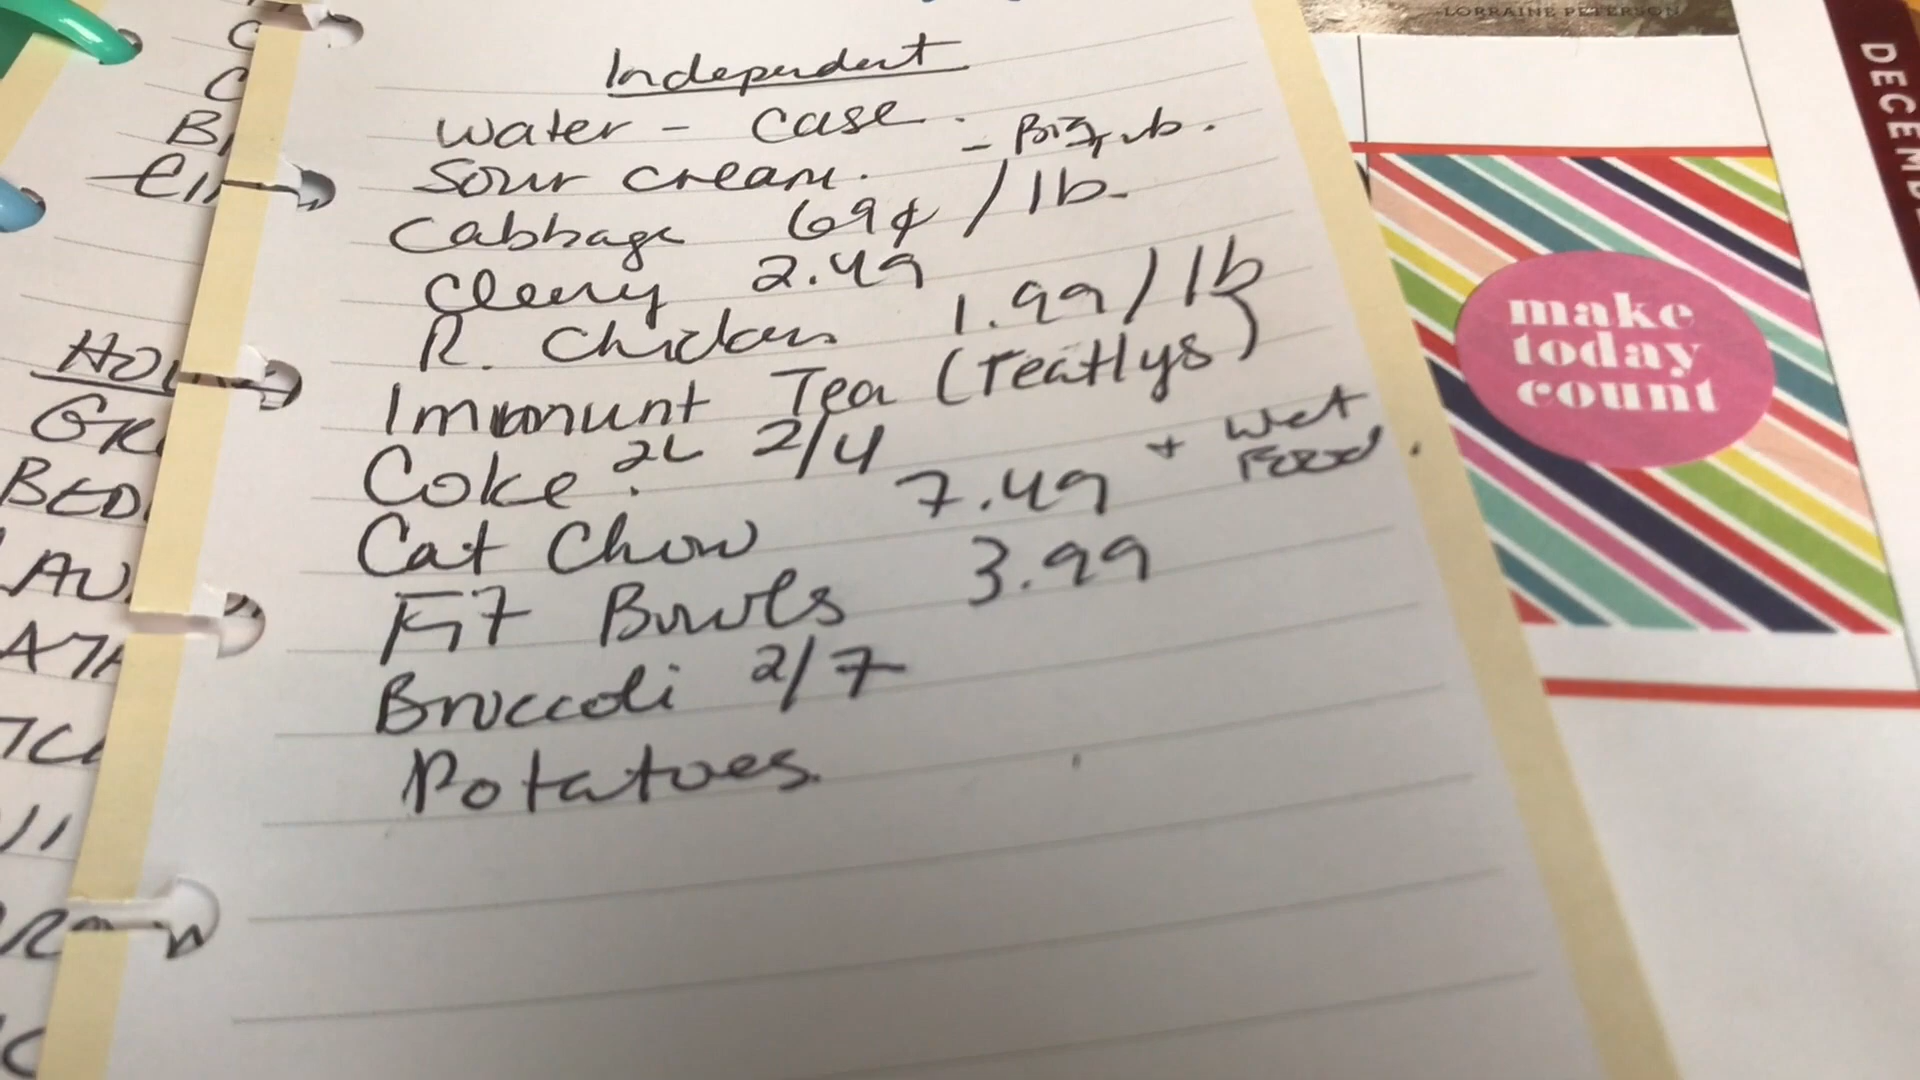 Independent
Water - Case.
Sour Cream. - Big tub.
Cabbage 69¢ / lb.
Cleery 2.49
R. Chicken 1.99 / lb
Immunt Tea (Teatlys)
Coke. 2L 2/4
Cat Chow 7.49 + Wet Food.
Fit Bowls 3.99
Broccoli 2/7
Potatoes.
LORRAINE PETERSON
make
today
count
DECEMB